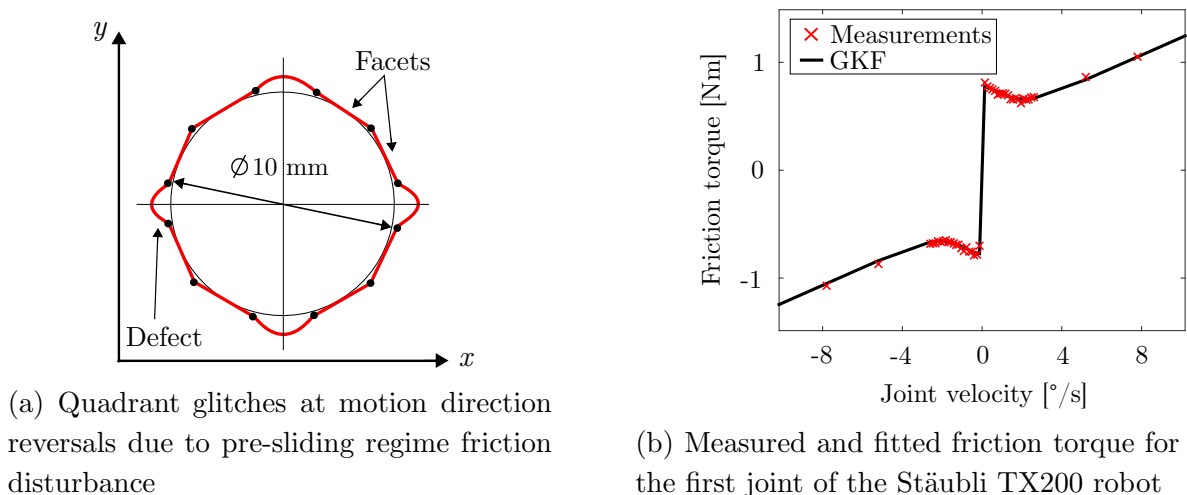 y
Facets
Ø 10 mm
Defect
x
(a) Quadrant glitches at motion direction
reversals due to pre-sliding regime friction
disturbance
Measurements
GKF
Friction torque [Nm]
1
0
-1
-8 -4 0 4 8
Joint velocity [°/s]
(b) Measured and fitted friction torque for
the first joint of the Stäubli TX200 robot